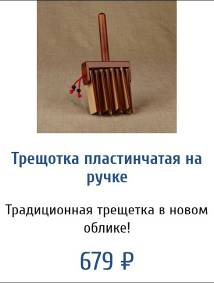 Трещотка пластинчатая на
ручке
Традиционная трещетка в новом
облике!
679 ₽